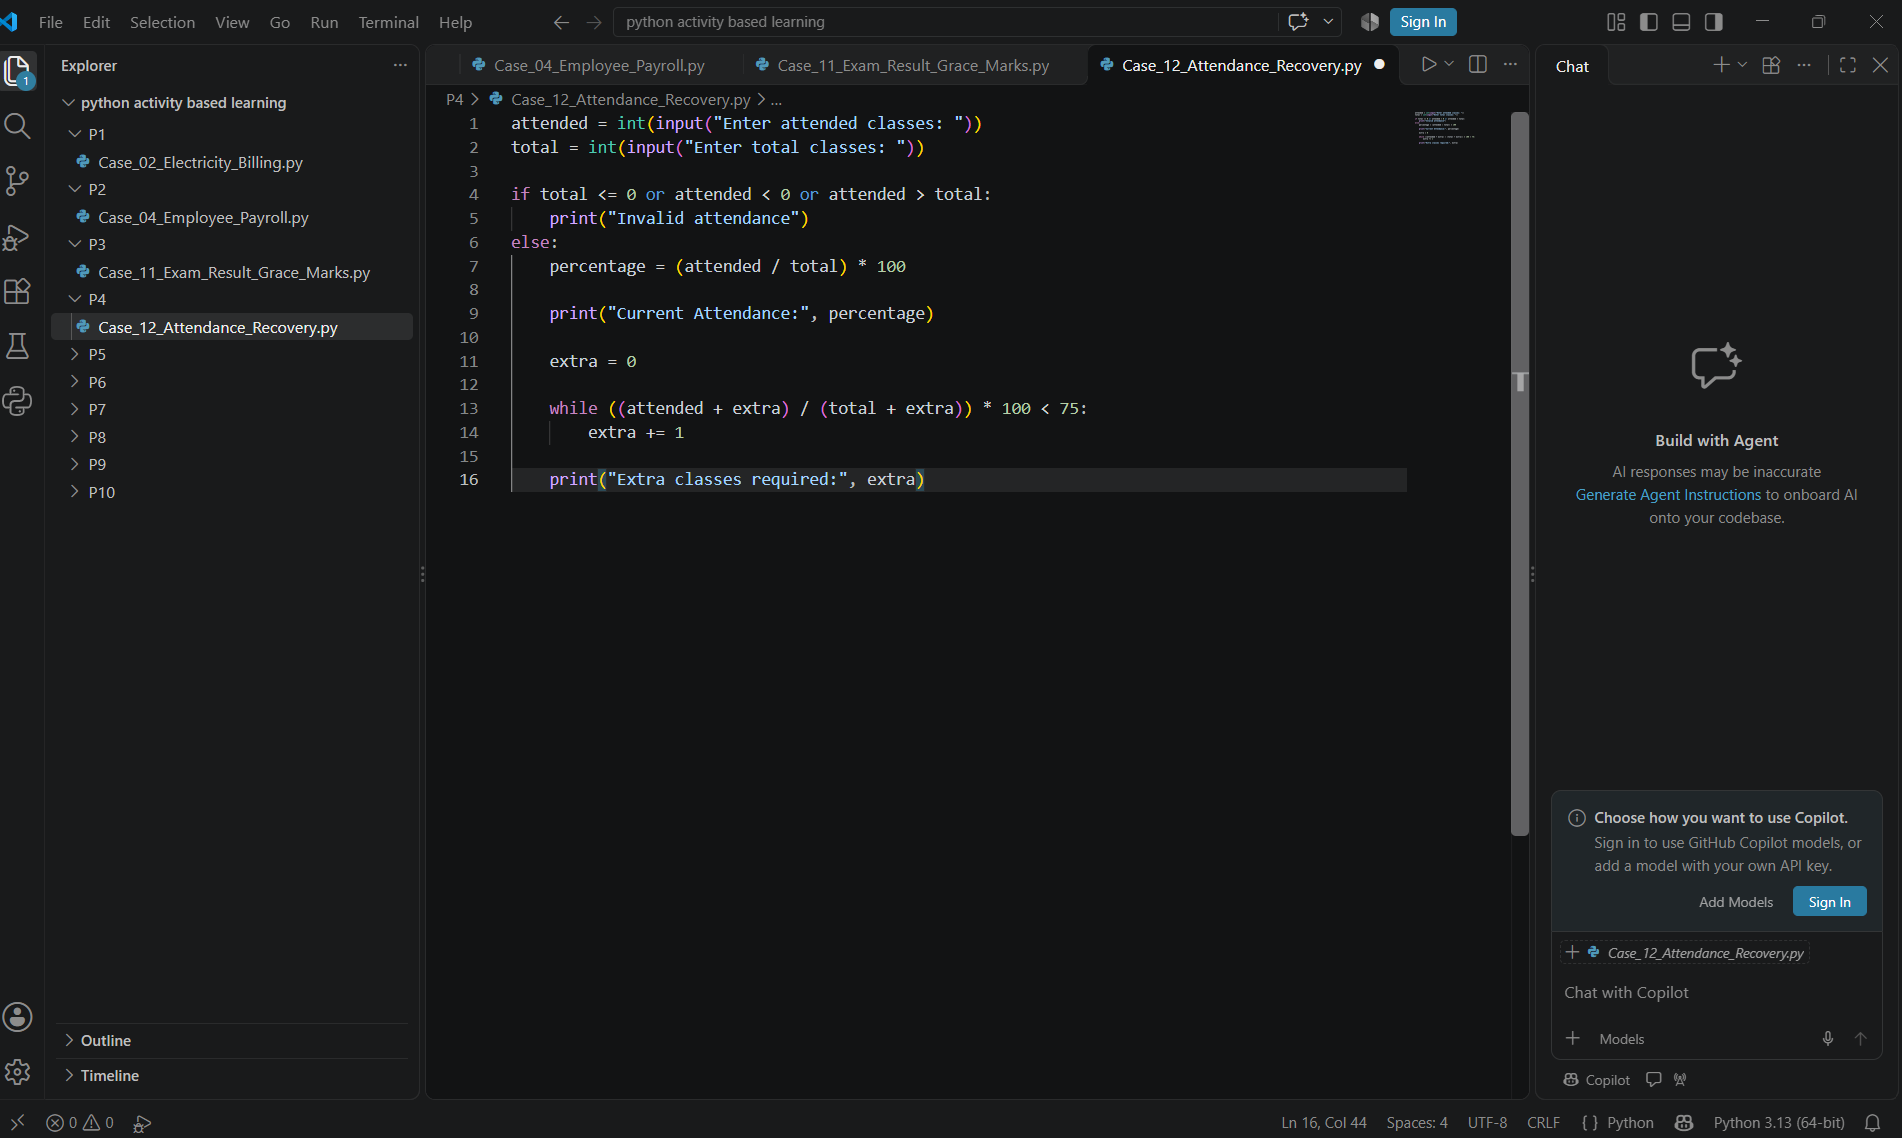 File Edit Selection View Go Run Terminal Help
python activity based learning
Sign In
Explorer
python activity based learning
P1
Case_02_Electricity_Billing.py
P2
Case_04_Employee_Payroll.py
P3
Case_11_Exam_Result_Grace_Marks.py
P4
Case_12_Attendance_Recovery.py
P5
P6
P7
P8
P9
P10
Outline
Timeline
1
Case_04_Employee_Payroll.py Case_11_Exam_Result_Grace_Marks.py Case_12_Attendance_Recovery.py
P4 > Case_12_Attendance_Recovery.py > ...
1 attended = int(input("Enter attended classes: "))
2 total = int(input("Enter total classes: "))
3
4 if total <= 0 or attended < 0 or attended > total:
5     print("Invalid attendance")
6 else:
7     percentage = (attended / total) * 100
8
9     print("Current Attendance:", percentage)
10
11     extra = 0
12
13     while ((attended + extra) / (total + extra)) * 100 < 75:
14         extra += 1
15
16     print("Extra classes required:", extra)
Chat
Build with Agent
AI responses may be inaccurate
Generate Agent Instructions to onboard AI
onto your codebase.
Choose how you want to use Copilot.
Sign in to use GitHub Copilot models, or
add a model with your own API key.
Add Models Sign In
Case_12_Attendance_Recovery.py
Chat with Copilot
Models
Copilot
0 0
Ln 16, Col 44 Spaces: 4 UTF-8 CRLF { } Python Python 3.13 (64-bit)